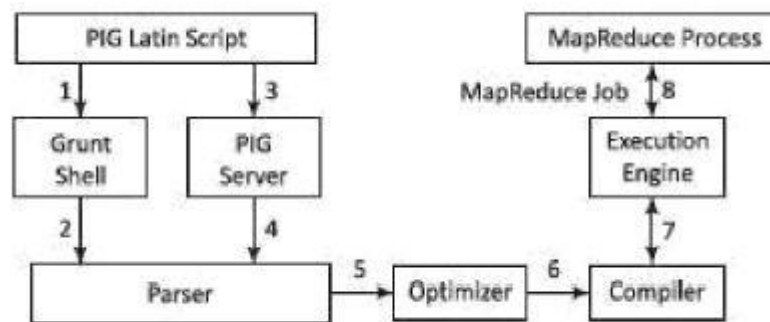 PIG Latin Script
MapReduce Process
1
3
MapReduce Job
8
Grunt
Shell
PIG
Server
Execution
Engine
2
4
7
Parser
5
Optimizer
6
Compiler